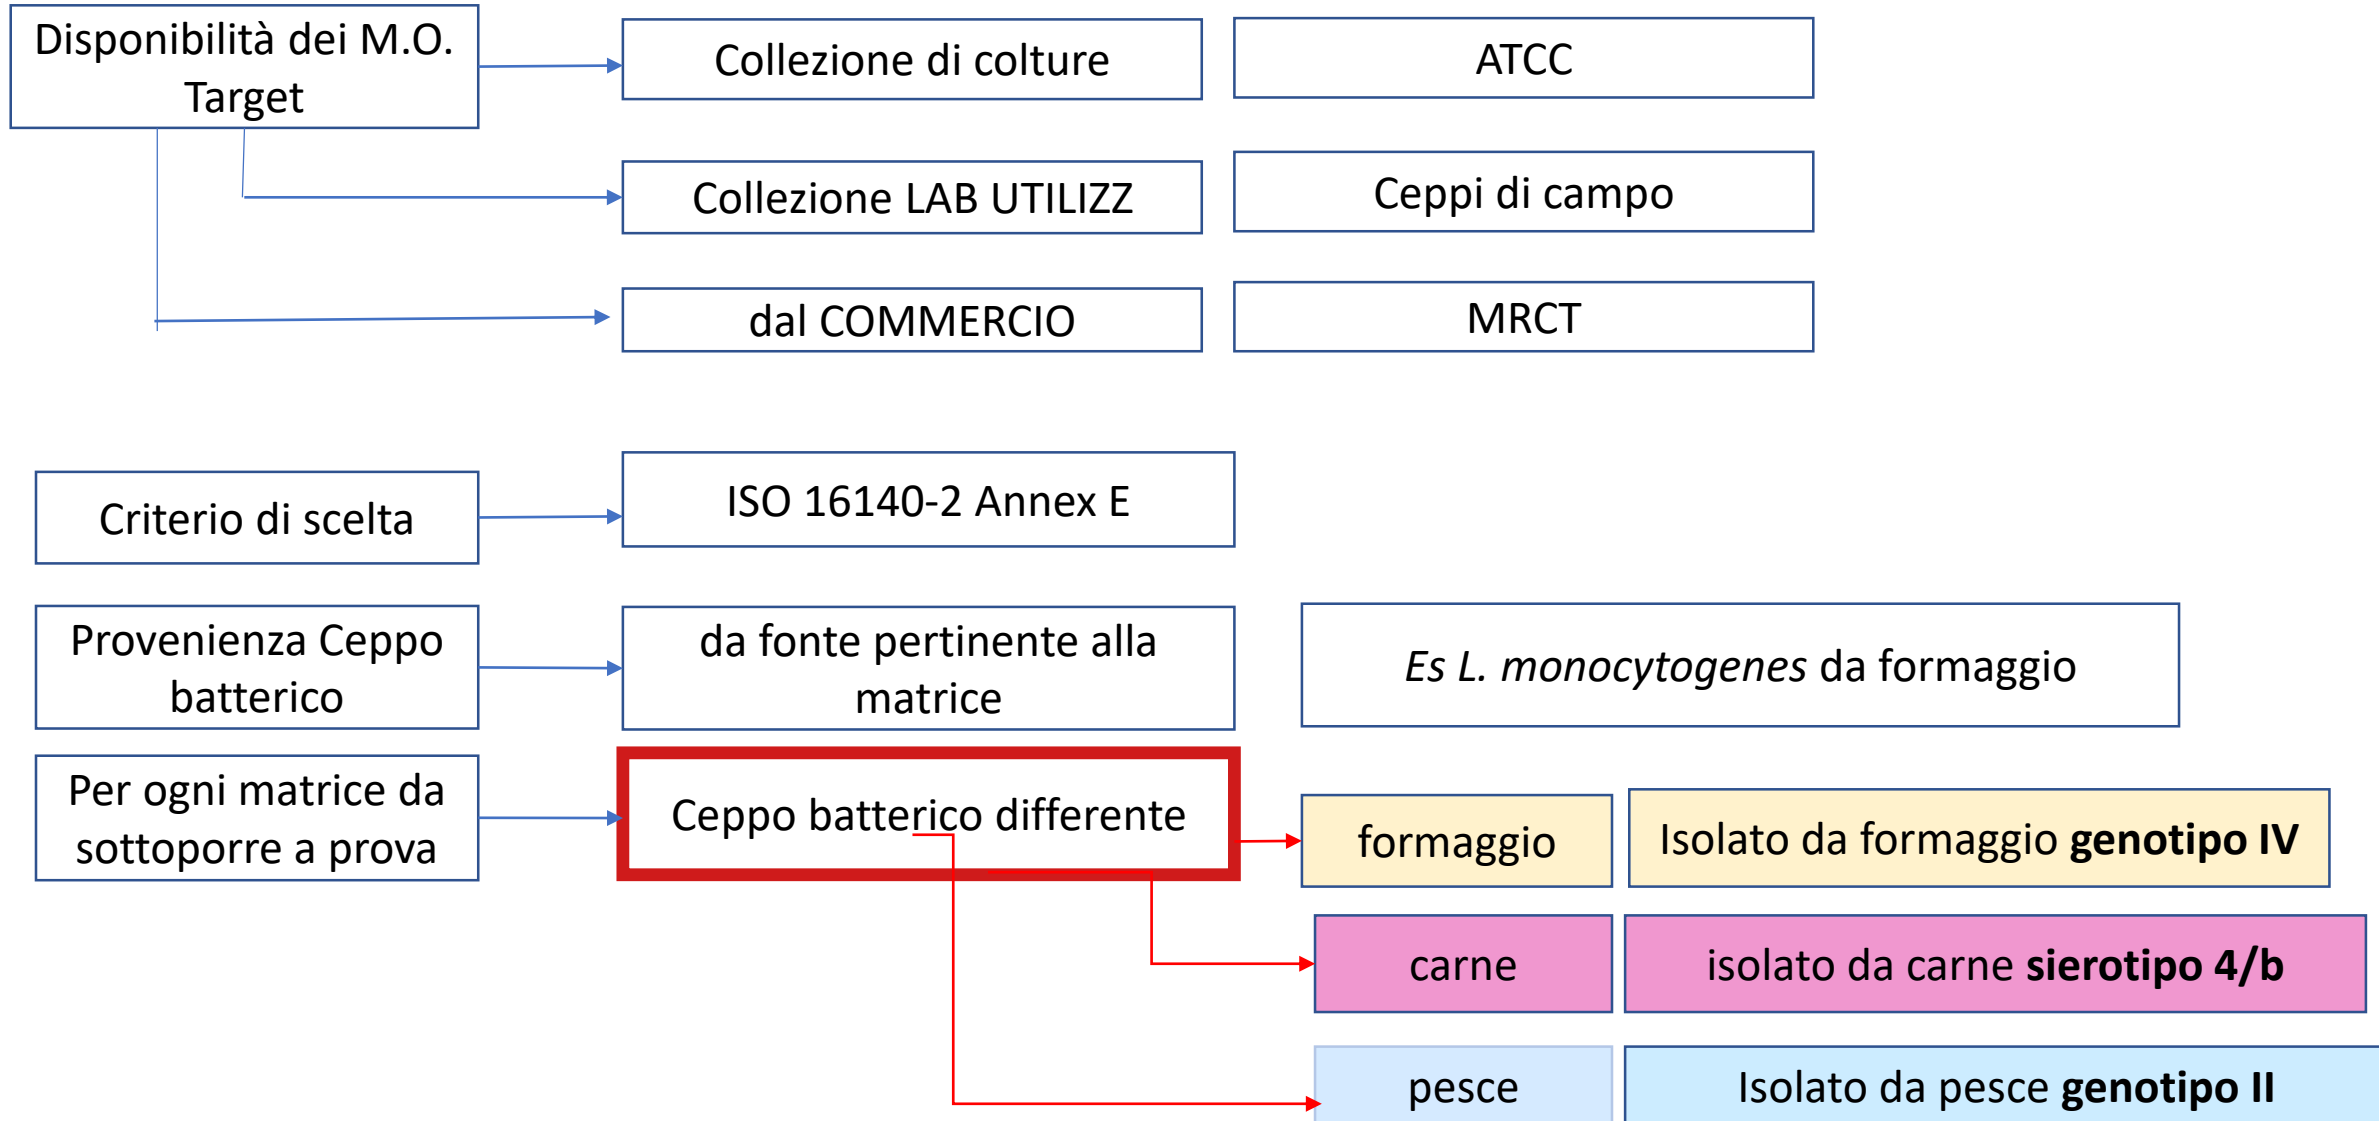 Disponibilità dei M.O.
Target
Collezione di colture
ATCC
Collezione LAB UTILIZZ
Ceppi di campo
dal COMMERCIO
MRCT
Criterio di scelta
ISO 16140-2 Annex E
Provenienza Ceppo
batterico
da fonte pertinente alla
matrice
Es L. monocytogenes da formaggio
Per ogni matrice da
sottoporre a prova
Ceppo batterico differente
formaggio
Isolato da formaggio genotipo IV
carne
isolato da carne sierotipo 4/b
pesce
Isolato da pesce genotipo II